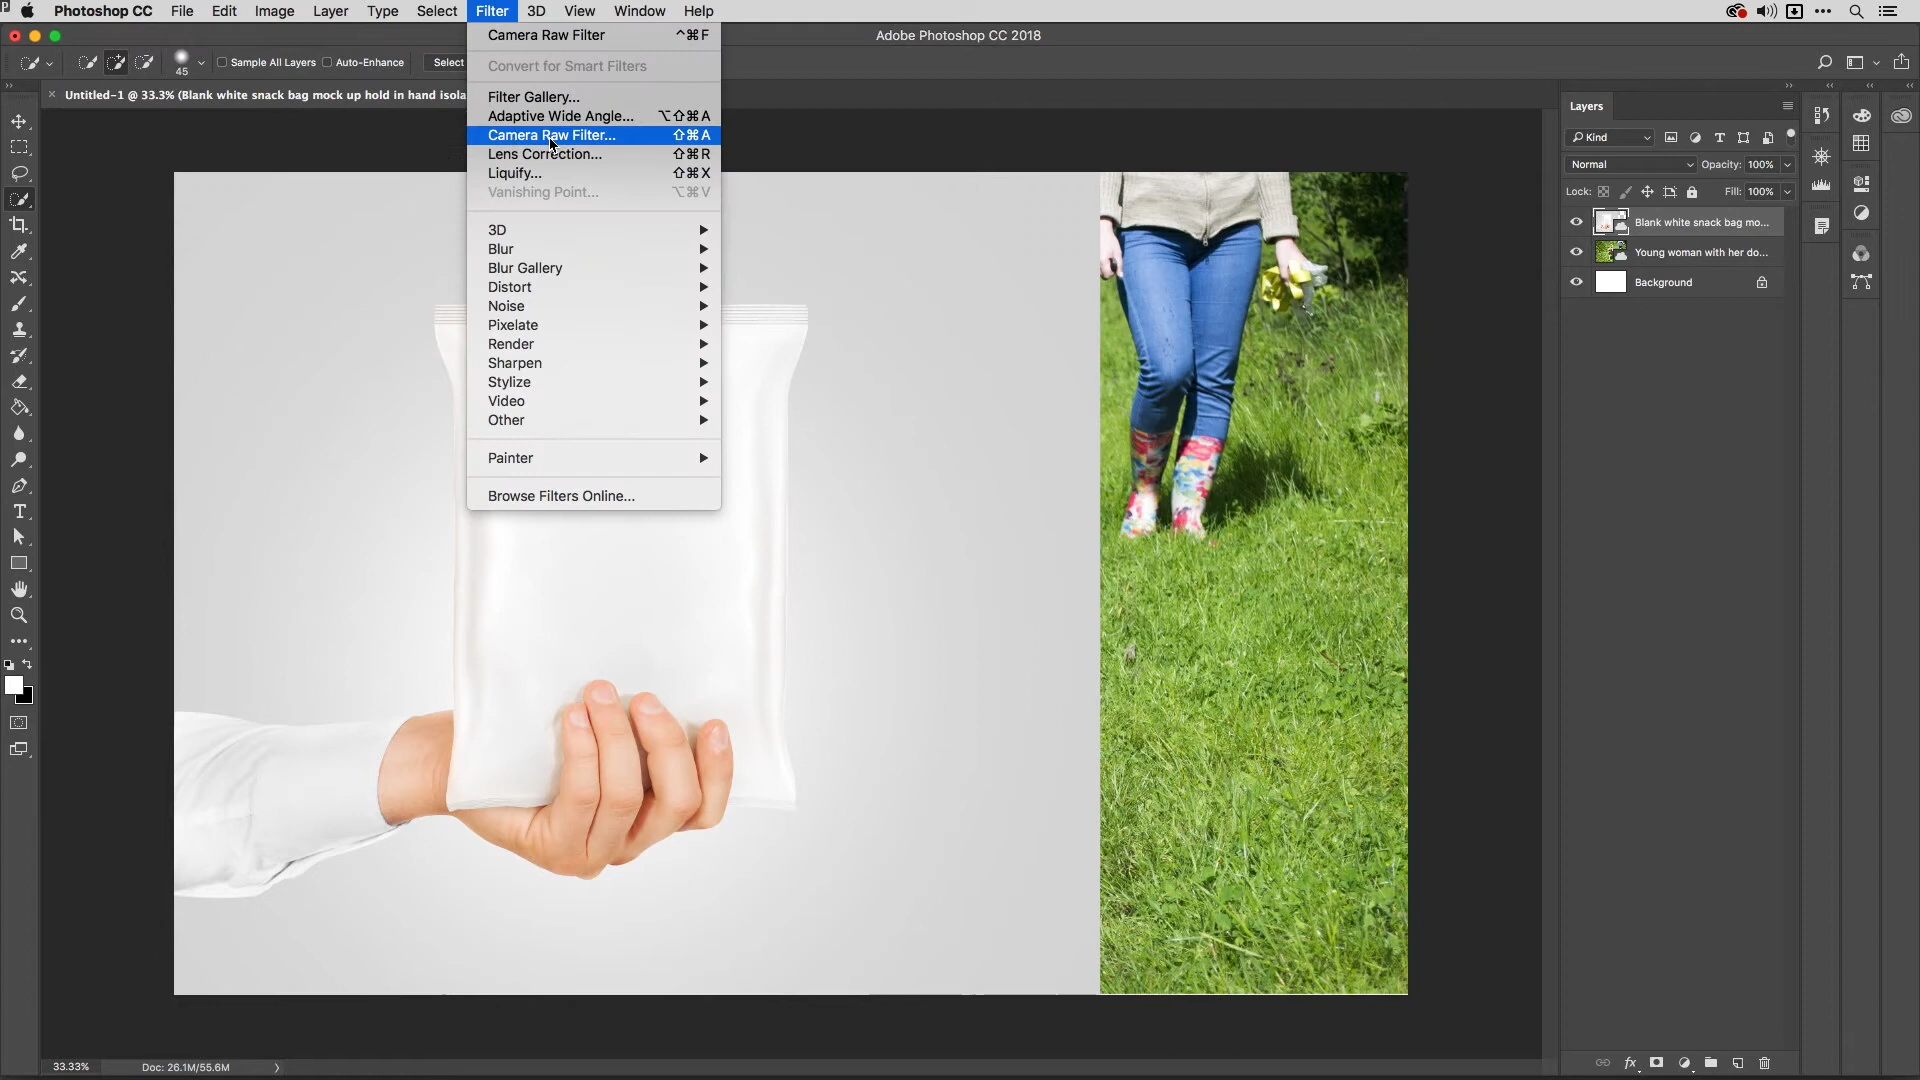 Photoshop CC File Edit Image Layer Type Select Filter 3D View Window Help
Adobe Photoshop CC 2018
45 Sample All Layers Auto-Enhance Select
Untitled-1 @ 33.3% (Blank white snack bag mock up hold in hand isola
Camera Raw Filter ^⌘F
Convert for Smart Filters
Filter Gallery...
Adaptive Wide Angle... ⌥⇧⌘A
Camera Raw Filter... ⇧⌘A
Lens Correction... ⇧⌘R
Liquify... ⇧⌘X
Vanishing Point... ⌥⌘V
3D
Blur
Blur Gallery
Distort
Noise
Pixelate
Render
Sharpen
Stylize
Video
Other
Painter
Browse Filters Online...
Layers
Kind
Normal Opacity: 100%
Lock: Fill: 100%
Blank white snack bag mo...
Young woman with her do...
Background
fx
33.33% Doc: 26.1M/55.6M